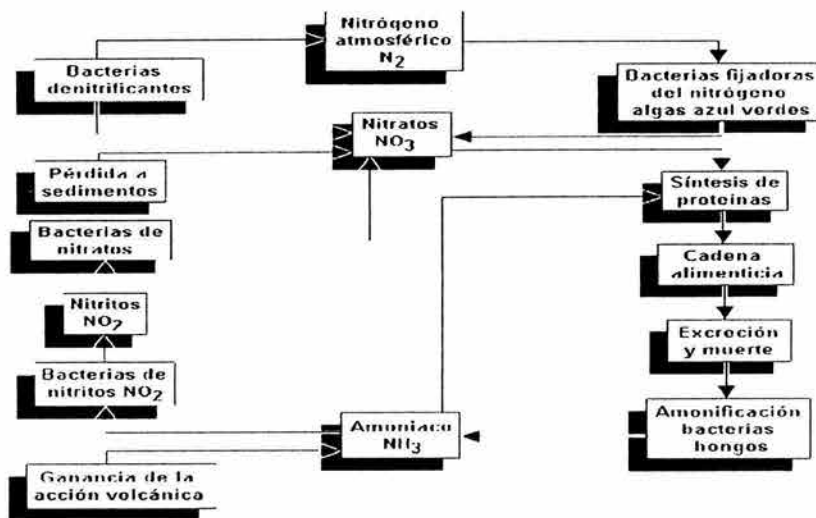 Nitrógeno
atmosférico
N2
Bacterias
denitrificantes
Bacterias fijadoras
del nitrógeno
algas azul verdes
Nitratos
NO3
Pérdida a
sedimentos
Síntesis de
proteínas
Bacterias de
nitratos
Cadena
alimenticia
Nitritos
NO2
Excreción
y muerte
Bacterias de
nitritos NO2
Amoniaco
NH3
Amonificación
bacterias
hongos
Ganancia de la
acción volcánica